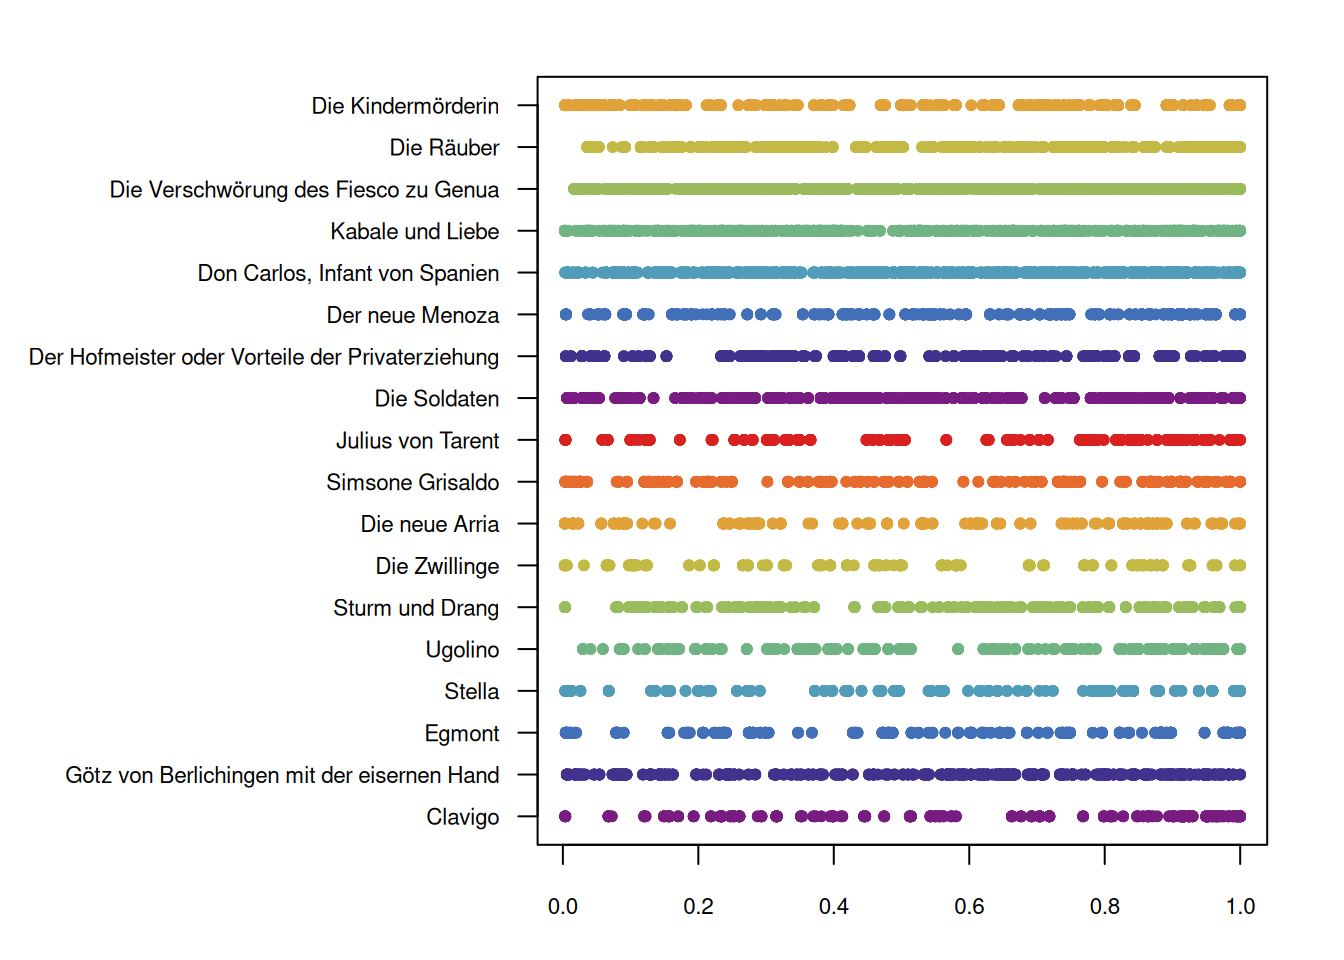 Die Kindermörderin
Die Räuber
Die Verschwörung des Fiesco zu Genua
Kabale und Liebe
Don Carlos, Infant von Spanien
Der neue Menoza
Der Hofmeister oder Vorteile der Privaterziehung
Die Soldaten
Julius von Tarent
Simsone Grisaldo
Die neue Arria
Die Zwillinge
Sturm und Drang
Ugolino
Stella
Egmont
Götz von Berlichingen mit der eisernen Hand
Clavigo
0.0 0.2 0.4 0.6 0.8 1.0